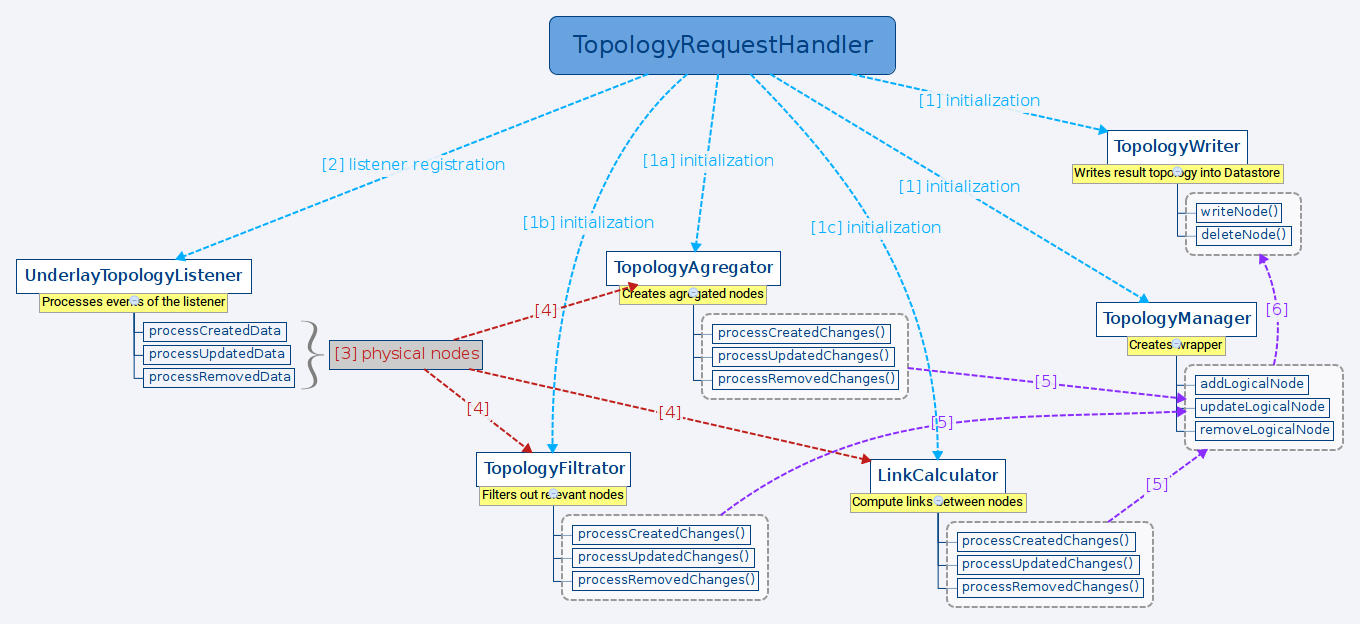 TopologyRequestHandler
[1] initialization
TopologyWriter
Writes result topology into Datastore
writeNode()
deleteNode()
[2] listener registration
[1a] initialization
[1] initialization
[1b] initialization
[1c] initialization
UnderlayTopologyListener
Processes events of the listener
processCreatedData
processUpdatedData
processRemovedData
[3] physical nodes
[4]
[4]
[4]
TopologyAgregator
Creates agregated nodes
processCreatedChanges()
processUpdatedChanges()
processRemovedChanges()
[5]
[5]
[5]
[6]
TopologyManager
Creates wrapper
addLogicalNode
updateLogicalNode
removeLogicalNode
TopologyFiltrator
Filters out relevant nodes
processCreatedChanges()
processUpdatedChanges()
processRemovedChanges()
LinkCalculator
Compute links between nodes
processCreatedChanges()
processUpdatedChanges()
processRemovedChanges()